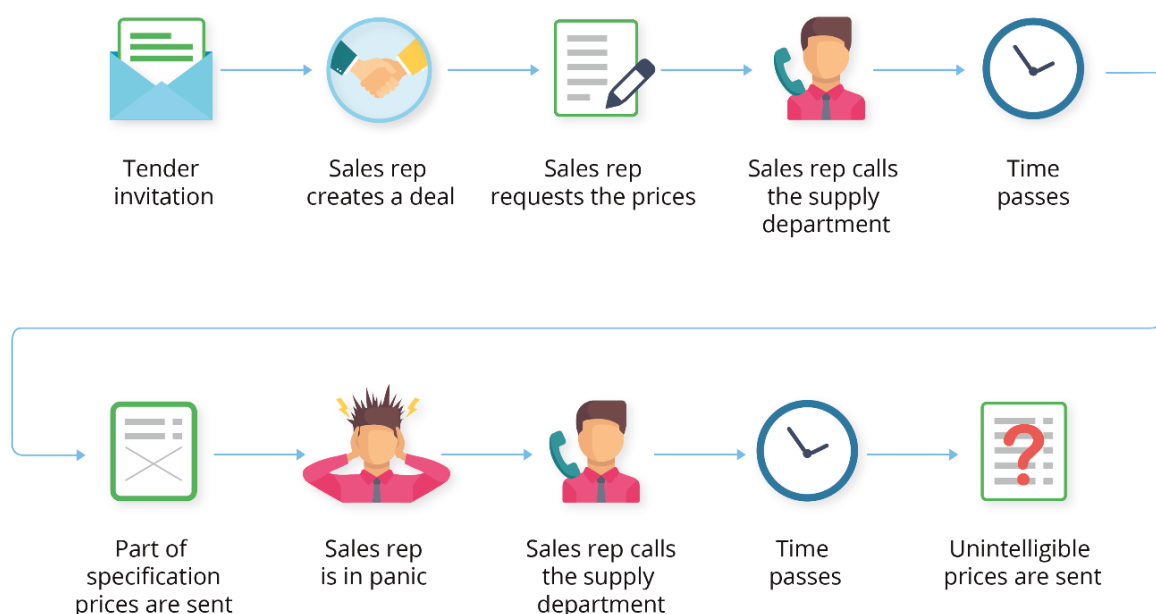 Tender
invitation
Sales rep
creates a deal
Sales rep
requests the prices
Sales rep calls
the supply
department
Time
passes
Part of
specification
prices are sent
Sales rep
is in panic
Sales rep calls
the supply
department
Time
passes
?
Unintelligible
prices are sent